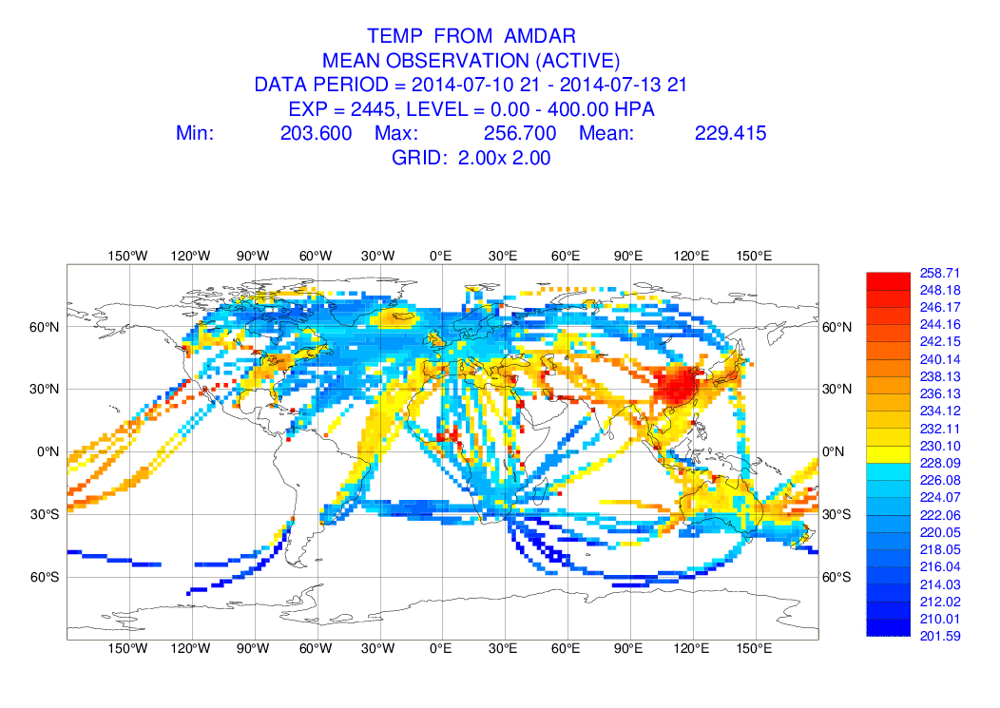 TEMP FROM AMDAR
MEAN OBSERVATION (ACTIVE)
DATA PERIOD = 2014-07-10 21 - 2014-07-13 21
EXP = 2445, LEVEL = 0.00 - 400.00 HPA
Min: 203.600 Max: 256.700 Mean: 229.415
GRID: 2.00x 2.00
150°W 120°W 90°W 60°W 30°W 0°E 30°E 60°E 90°E 120°E 150°E
60°N 60°N
30°N 30°N
0°N 0°N
30°S 30°S
60°S 60°S
150°W 120°W 90°W 60°W 30°W 0°E 30°E 60°E 90°E 120°E 150°E
258.71
248.18
246.17
244.16
242.15
240.14
238.13
236.13
234.12
232.11
230.10
228.09
226.08
224.07
222.06
220.05
218.05
216.04
214.03
212.02
210.01
201.59